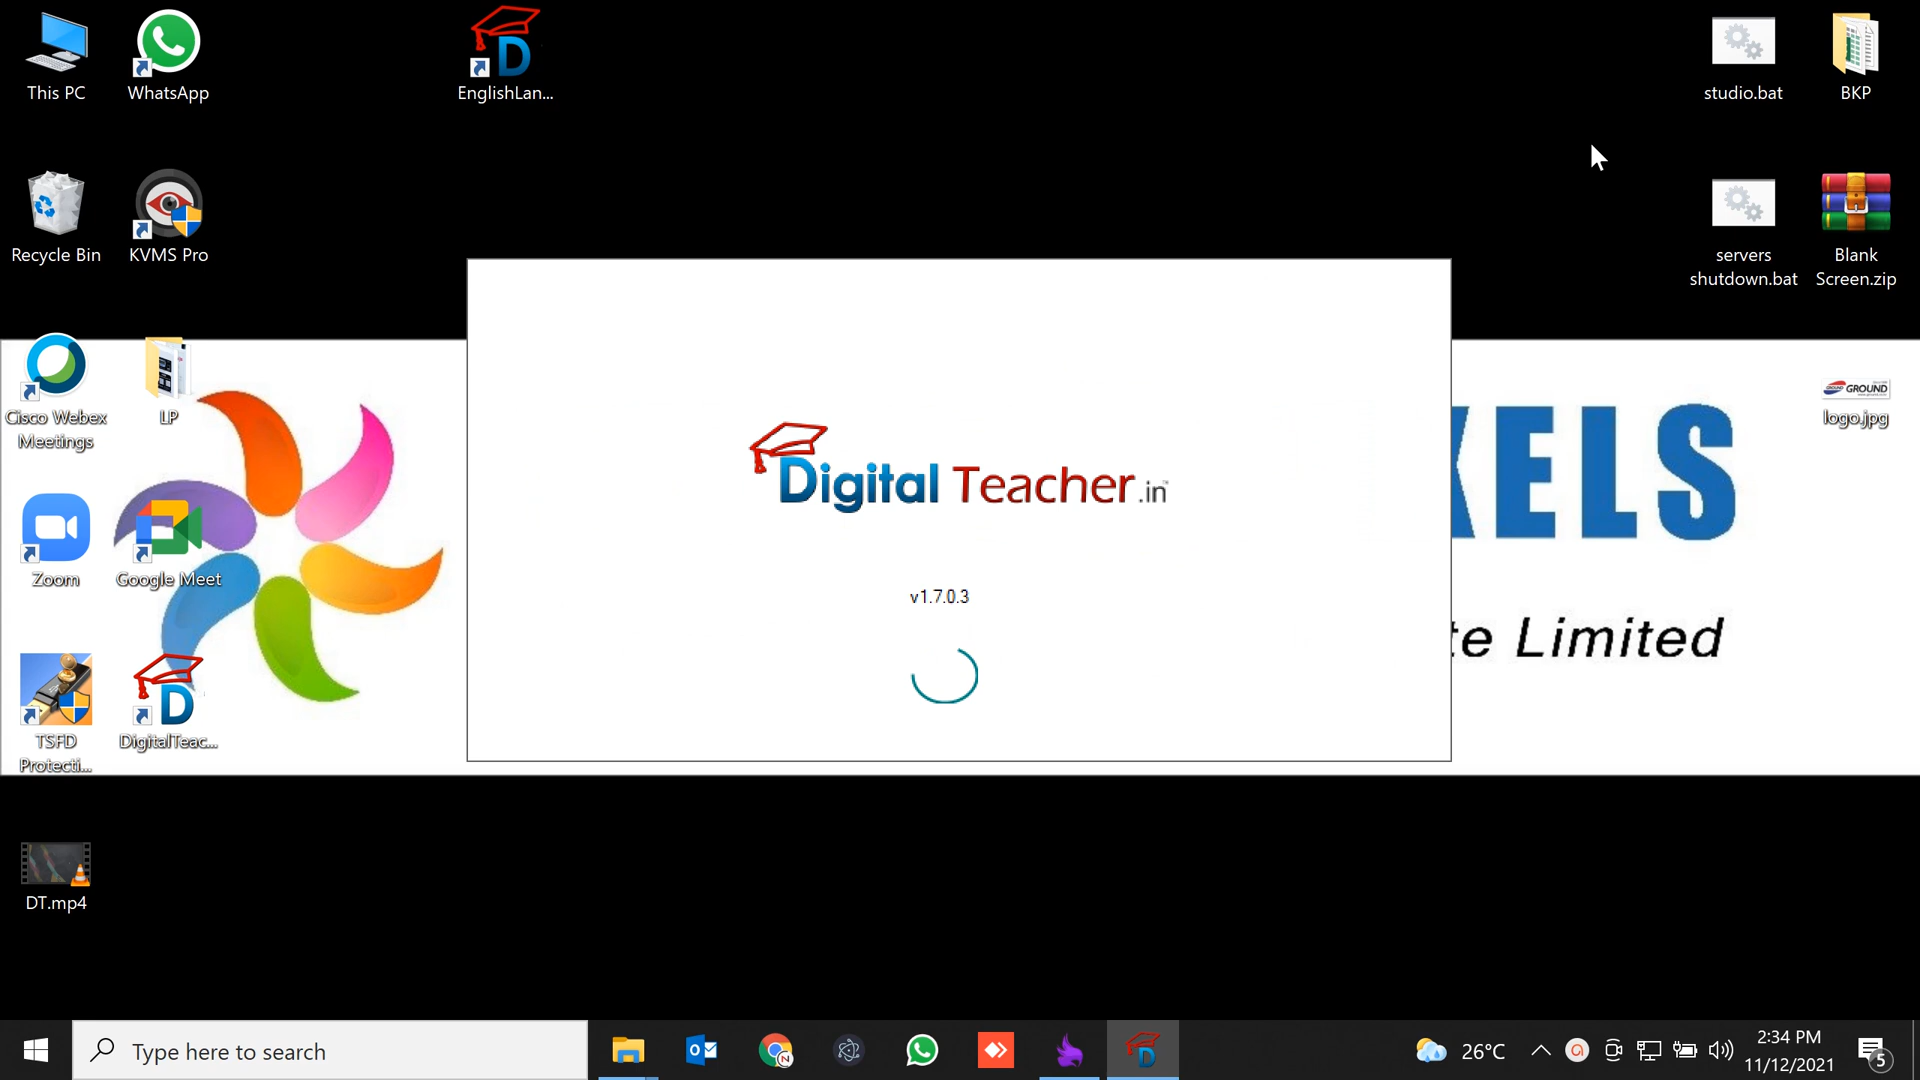 This PC
WhatsApp
EnglishLan...
studio.bat
BKP
Recycle Bin
KVMS Pro
servers
shutdown.bat
Blank
Screen.zip
Cisco Webex
Meetings
LP
GROUND
logo.jpg
KELS
Digital Teacher.in
v1.7.0.3
Zoom
Google Meet
te Limited
TSFD
Protecti...
DigitalTeac...
DT.mp4
Type here to search
26°C
2:34 PM
11/12/2021
5